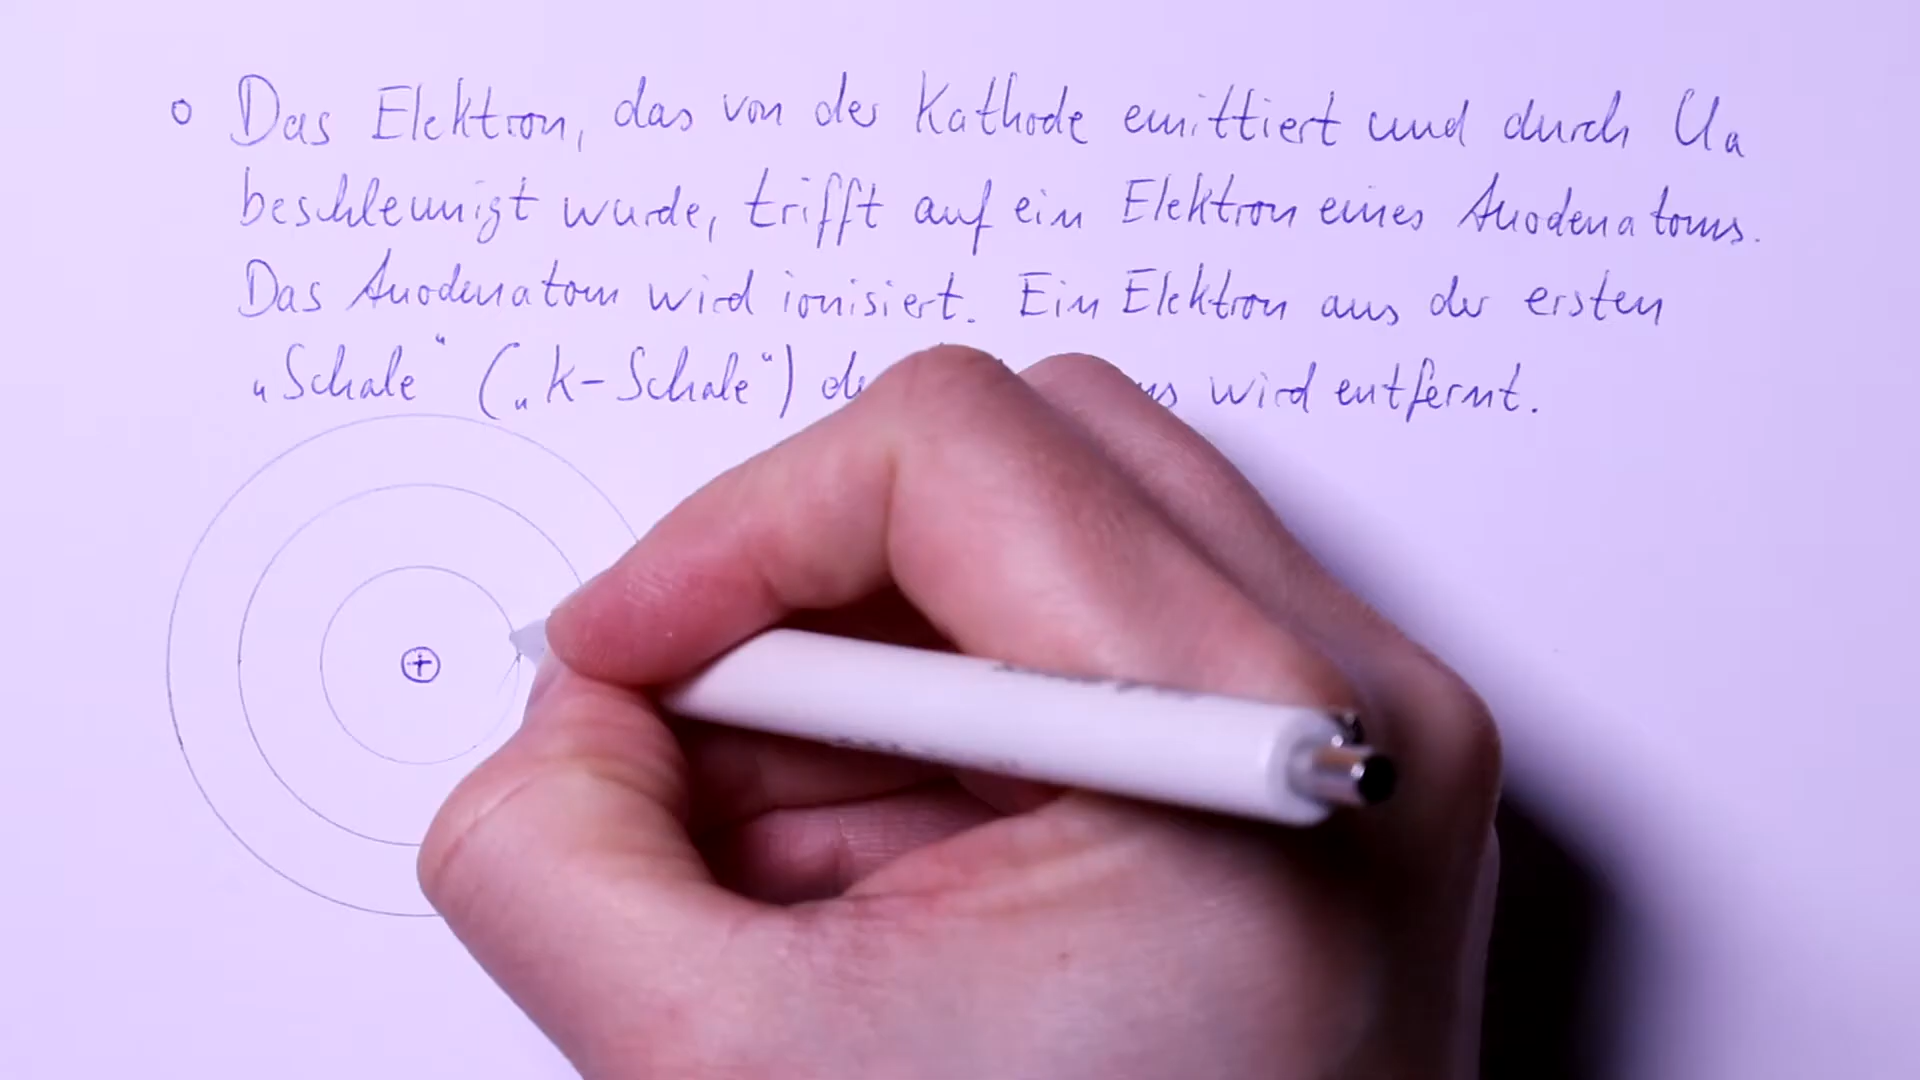 Das Elektron, das von der Kathode emittiert und durch Ua
beschleunigt wurde, trifft auf ein Elektron eines Anodenatoms.
Das Anodenatom wird ionisiert. Ein Elektron aus der ersten
„Schale“ („k-Schale“) wird entfernt.
+